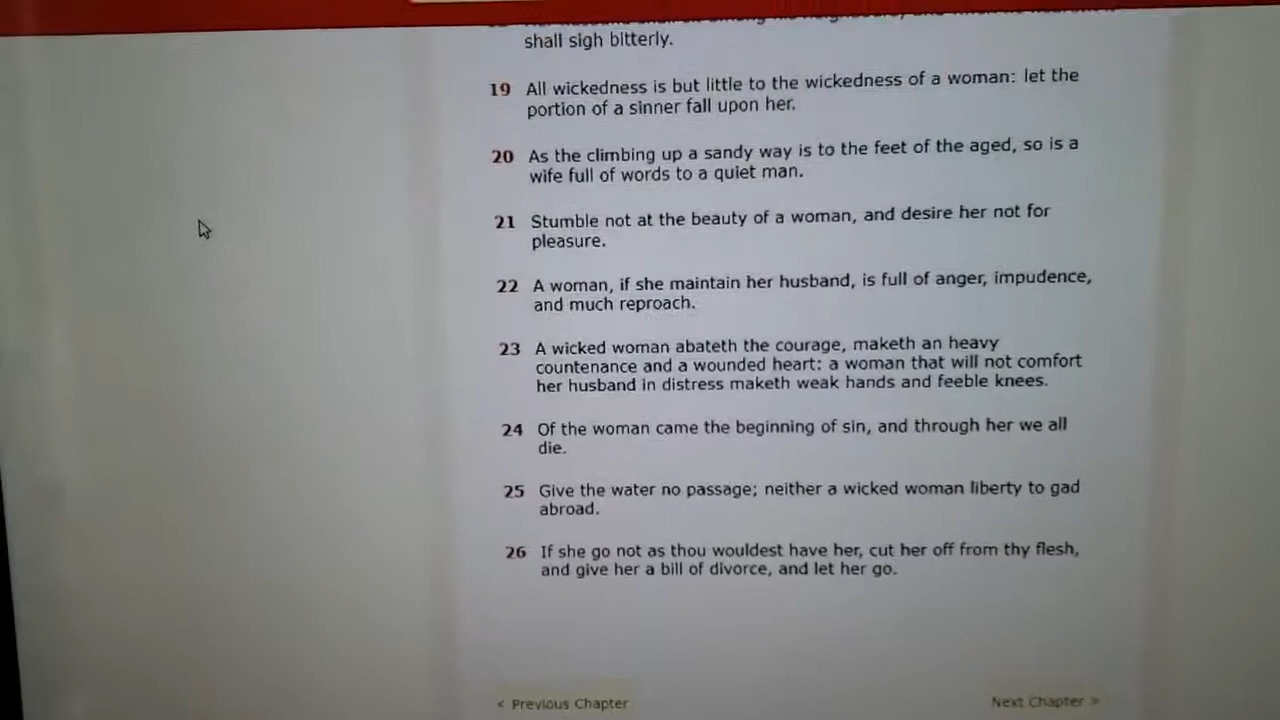 shall sigh bitterly.
19 All wickedness is but little to the wickedness of a woman: let the
portion of a sinner fall upon her.
20 As the climbing up a sandy way is to the feet of the aged, so is a
wife full of words to a quiet man.
21 Stumble not at the beauty of a woman, and desire her not for
pleasure.
22 A woman, if she maintain her husband, is full of anger, impudence,
and much reproach.
23 A wicked woman abateth the courage, maketh an heavy
countenance and a wounded heart: a woman that will not comfort
her husband in distress maketh weak hands and feeble knees.
24 Of the woman came the beginning of sin, and through her we all
die.
25 Give the water no passage; neither a wicked woman liberty to gad
abroad.
26 If she go not as thou wouldest have her, cut her off from thy flesh,
and give her a bill of divorce, and let her go.
< Previous Chapter
Next Chapter >